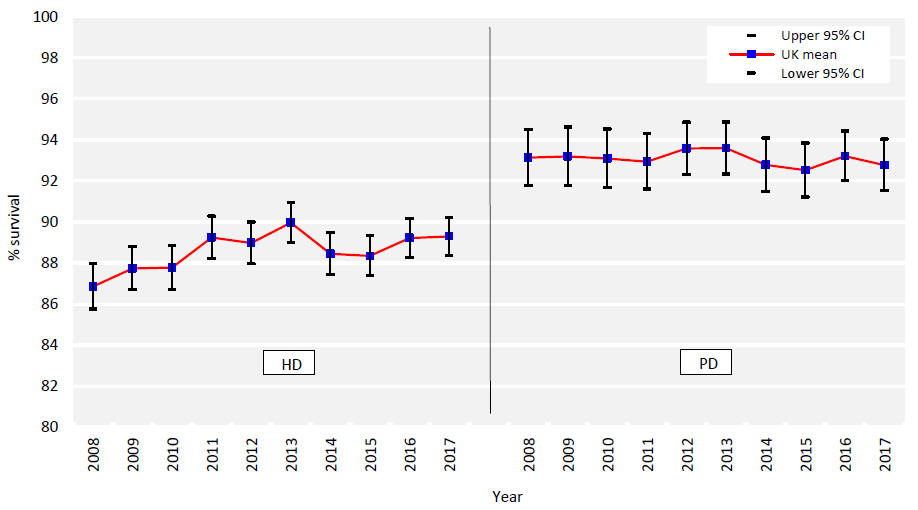 100
98
96
94
92
90
88
86
84
82
80
% survival
Upper 95% CI
UK mean
Lower 95% CI
HD
PD
2008 2009 2010 2011 2012 2013 2014 2015 2016 2017 2008 2009 2010 2011 2012 2013 2014 2015 2016 2017
Year